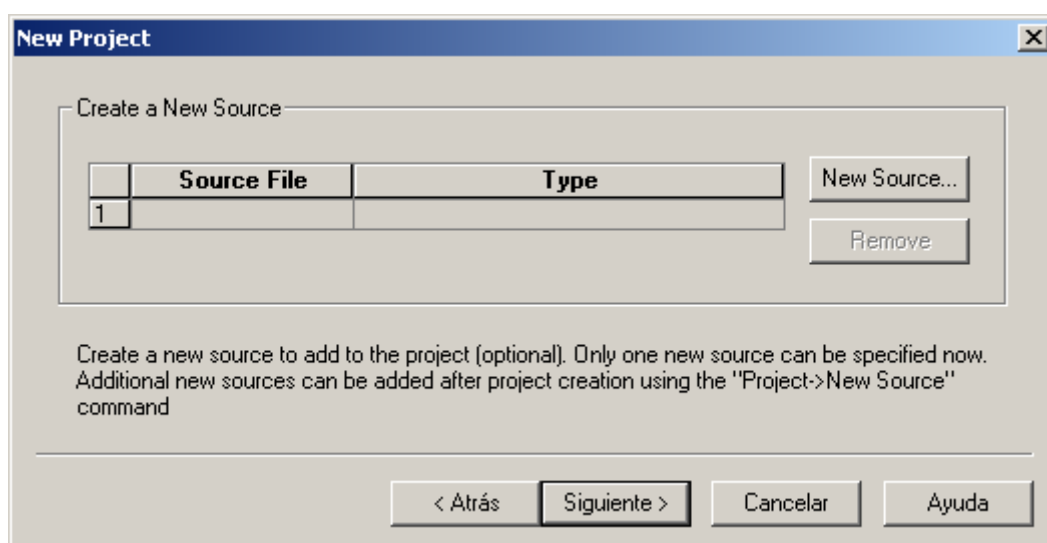 New Project
Create a New Source
Source File Type
New Source...
1
Remove
Create a new source to add to the project (optional). Only one new source can be specified now.
Additional new sources can be added after project creation using the "Project->New Source"
command
< Atrás Siguiente > Cancelar Ayuda